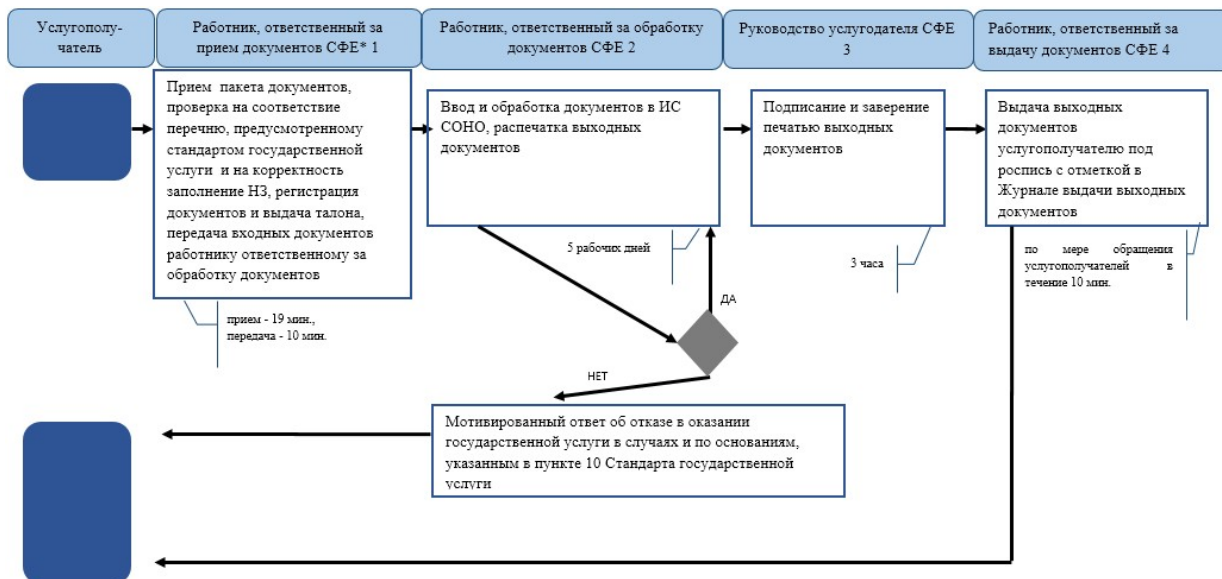 Услугополу-
чатель
Работник, ответственный за
прием документов СФЕ* 1
Работник, ответственный за обработку
документов СФЕ 2
Руководство услугодателя СФЕ
3
Работник, ответственный за
выдачу документов СФЕ 4
Прием пакета документов,
проверка на соответствие
перечню, предусмотренному
стандартом государственной
услуги и на корректность
заполнение НЗ, регистрация
документов и выдача талона,
передача входных документов
работнику ответственному за
обработку документов
Ввод и обработка документов в ИС
СОНО, распечатка выходных
документов
Подписание и заверение
печатью выходных
документов
Выдача выходных
документов
услугополучателю под
роспись с отметкой в
Журнале выдачи выходных
документов
прием - 19 мин.,
передача - 10 мин.
5 рабочих дней
3 часа
по мере обращения
услугополучателей в
течение 10 мин.
ДА
НЕТ
Мотивированный ответ об отказе в оказании
государственной услуги в случаях и по основаниям,
указанным в пункте 10 Стандарта государственной
услуги